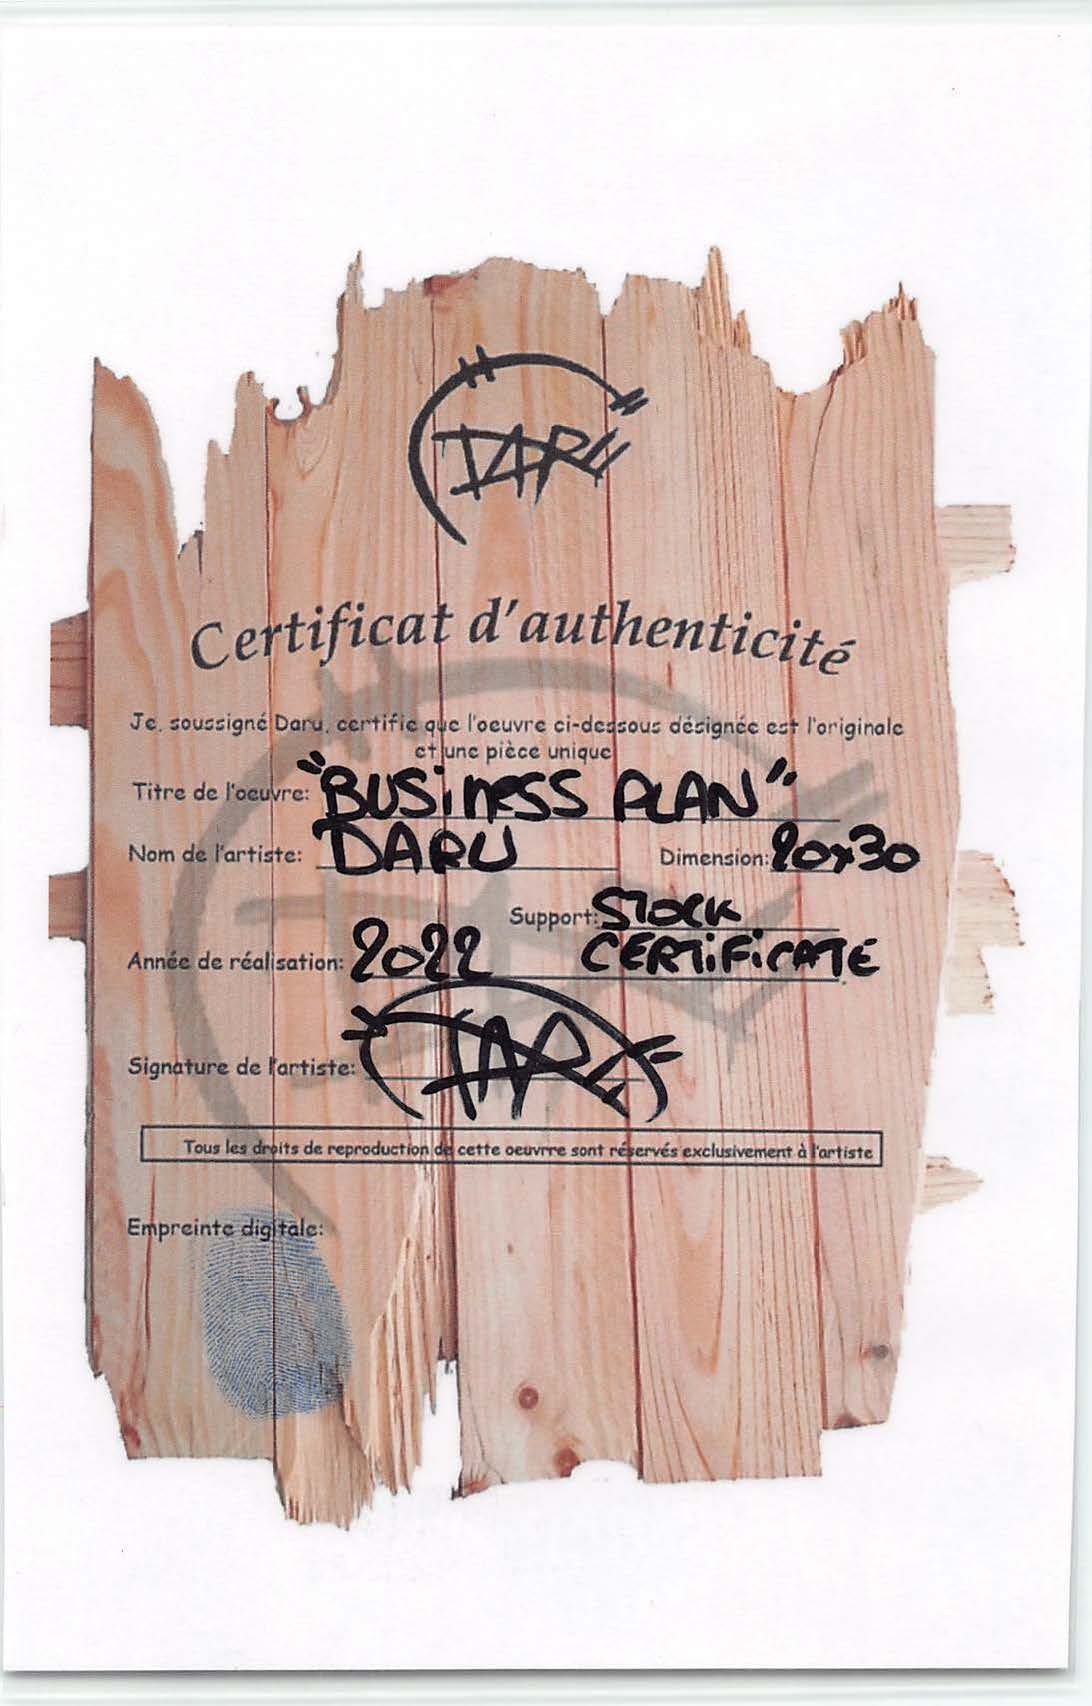 DARU
Certificat d'authenticité
Je, soussigné Daru, certifie que l'oeuvre ci-dessous désignée est l'originale
et une pièce unique
Titre de l'oeuvre: "BUSiNESS PLAN"
Nom de l'artiste: DARU Dimension: 20x30
Support: STOCK
Année de réalisation: 2022 CERTiFiCATE
Signature de l'artiste: DARU
Tous les droits de reproduction de cette oeuvrre sont réservés exclusivement à l'artiste
Empreinte digitale: